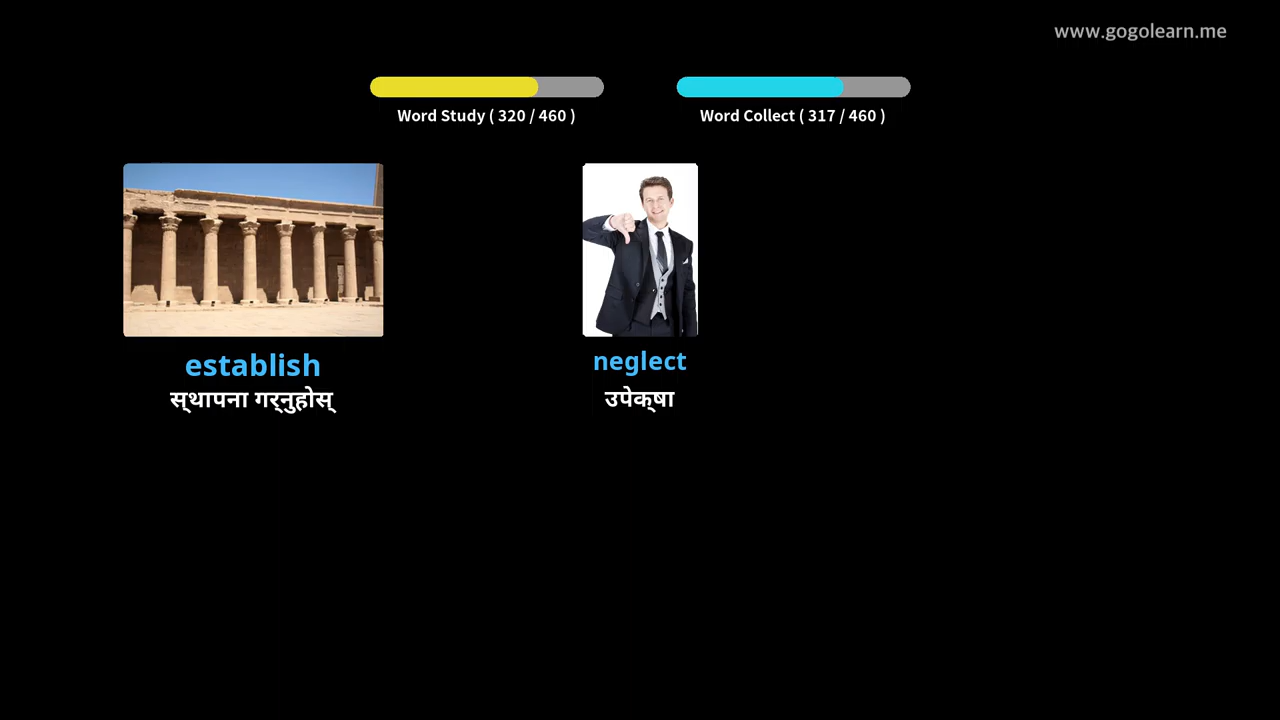 www.gogolearn.me
Word Study ( 320 / 460 )
Word Collect ( 317 / 460 )
establish
स्थापना गर्नुहोस्
neglect
उपेक्षा